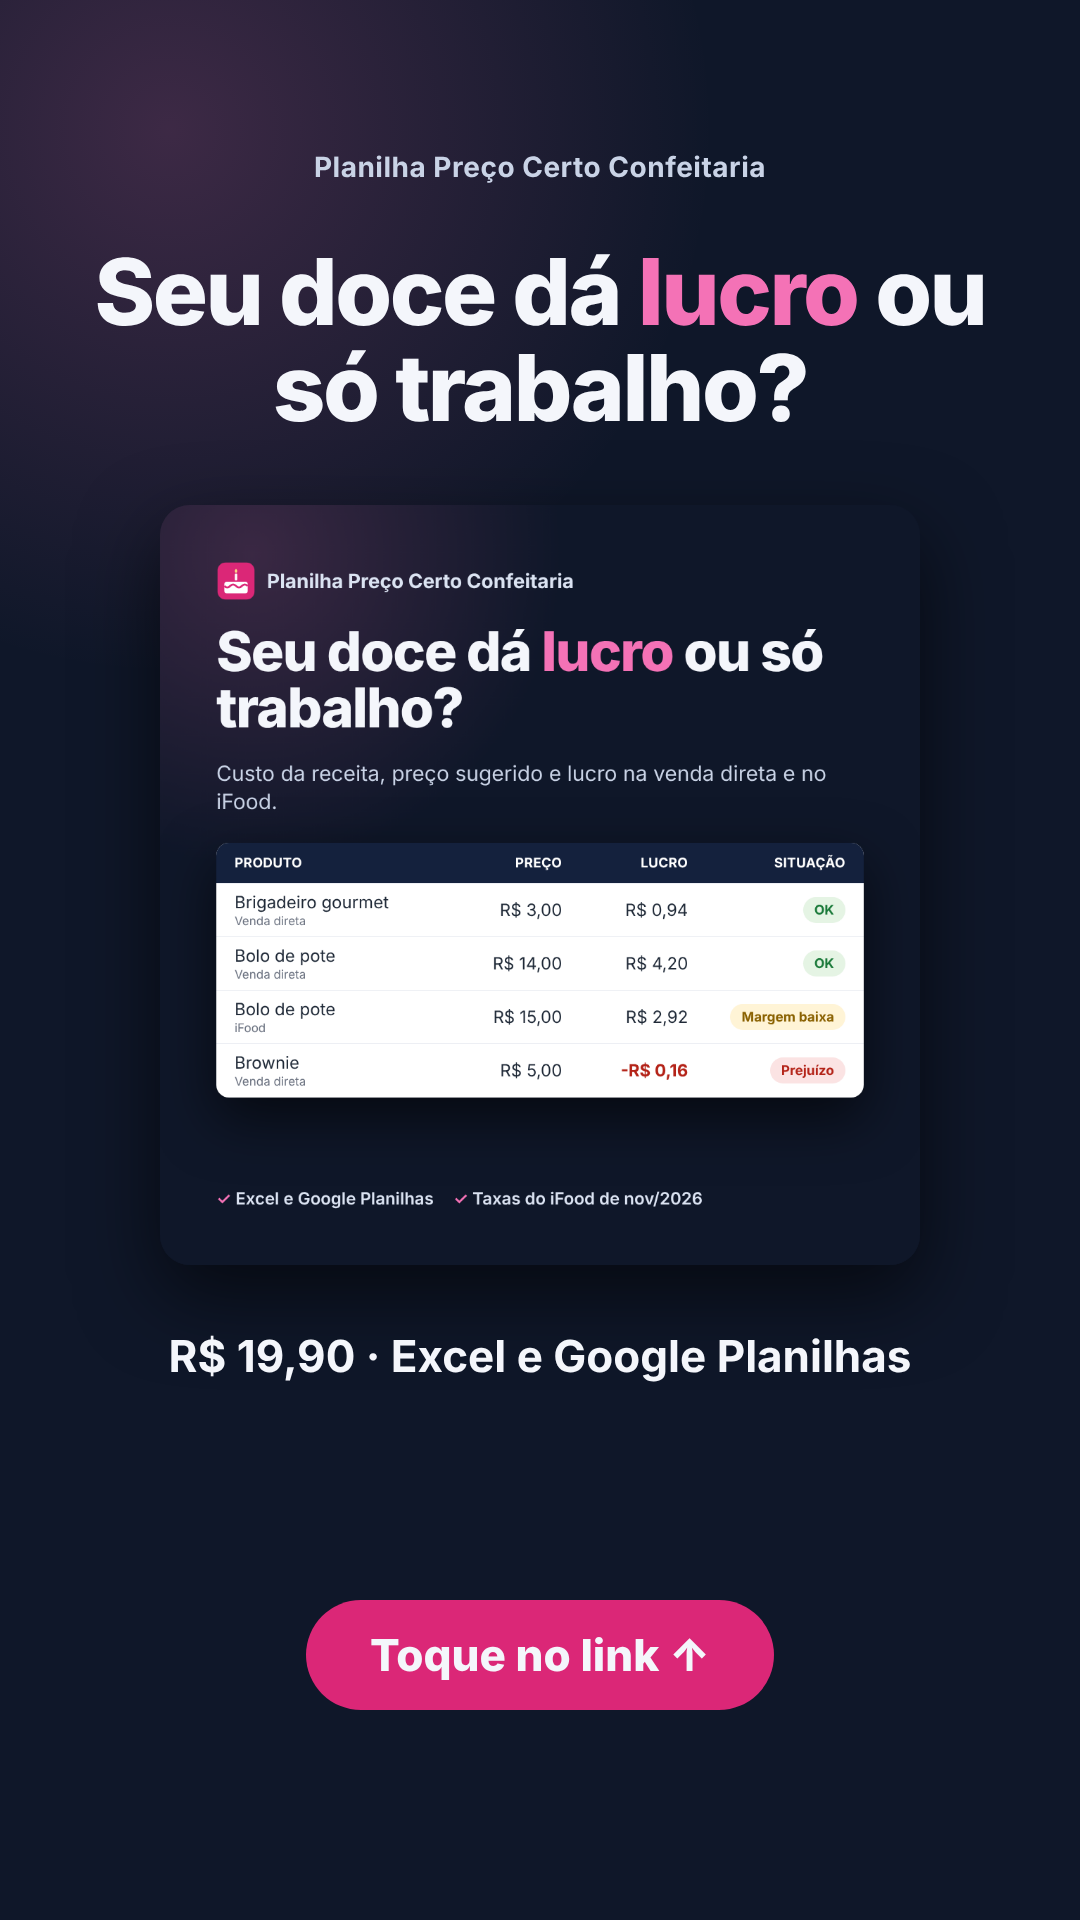 Planilha Preço Certo Confeitaria
Seu doce dá lucro ou
só trabalho?
Planilha Preço Certo Confeitaria
Seu doce dá lucro ou só
trabalho?
Custo da receita, preço sugerido e lucro na venda direta e no
iFood.
PRODUTO PREÇO LUCRO SITUAÇÃO
Brigadeiro gourmet R$ 3,00 R$ 0,94 OK
Venda direta
Bolo de pote R$ 14,00 R$ 4,20 OK
Venda direta
Bolo de pote R$ 15,00 R$ 2,92 Margem baixa
iFood
Brownie R$ 5,00 -R$ 0,16 Prejuízo
Venda direta
✓ Excel e Google Planilhas ✓ Taxas do iFood de nov/2026
R$ 19,90 · Excel e Google Planilhas
Toque no link ↑